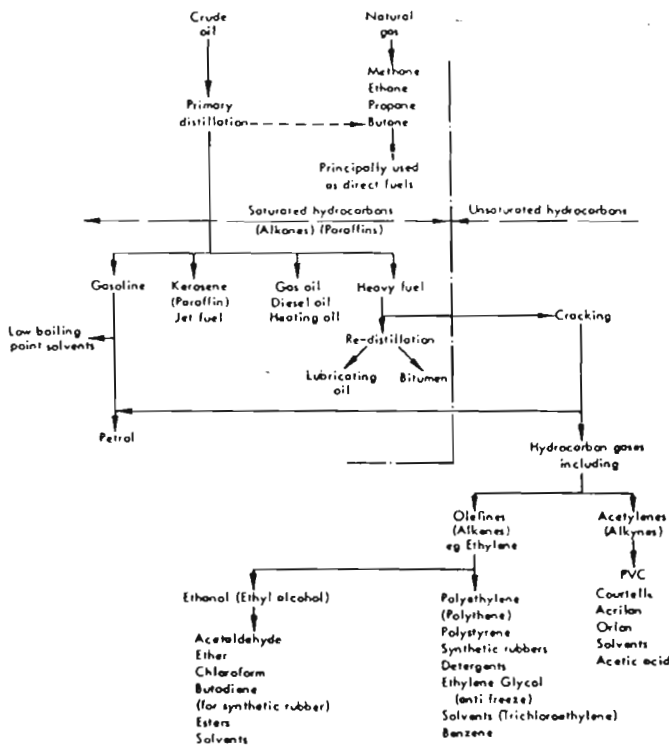 Crude
oil
Natural
gas
Methane
Ethane
Propane
Butane
Primary
distillation
Principally used
as direct fuels
Saturated hydrocarbons
(Alkanes) (Paraffins)
Unsaturated hydrocarbons
Gasoline
Kerosene
(Paraffin)
Jet fuel
Gas oil
Diesel oil
Heating oil
Heavy fuel
Cracking
Low boiling
point solvents
Re-distillation
Lubricating
oil
Bitumen
Petrol
Hydrocarbon gases
including
Olefines
(Alkanes)
eg Ethylene
Acetylenes
(Alkynes)
Ethanol (Ethyl alcohol)
Acetaldehyde
Ether
Chloroform
Butadiene
(for synthetic rubber)
Esters
Solvents
Polyethylene
(Polythene)
Polystyrene
Synthetic rubbers
Detergents
Ethylene Glycol
(anti freeze)
Solvents (Trichloroethylene)
Benzene
PVC
Courtelle
Acrilan
Orlan
Solvents
Acetic acid